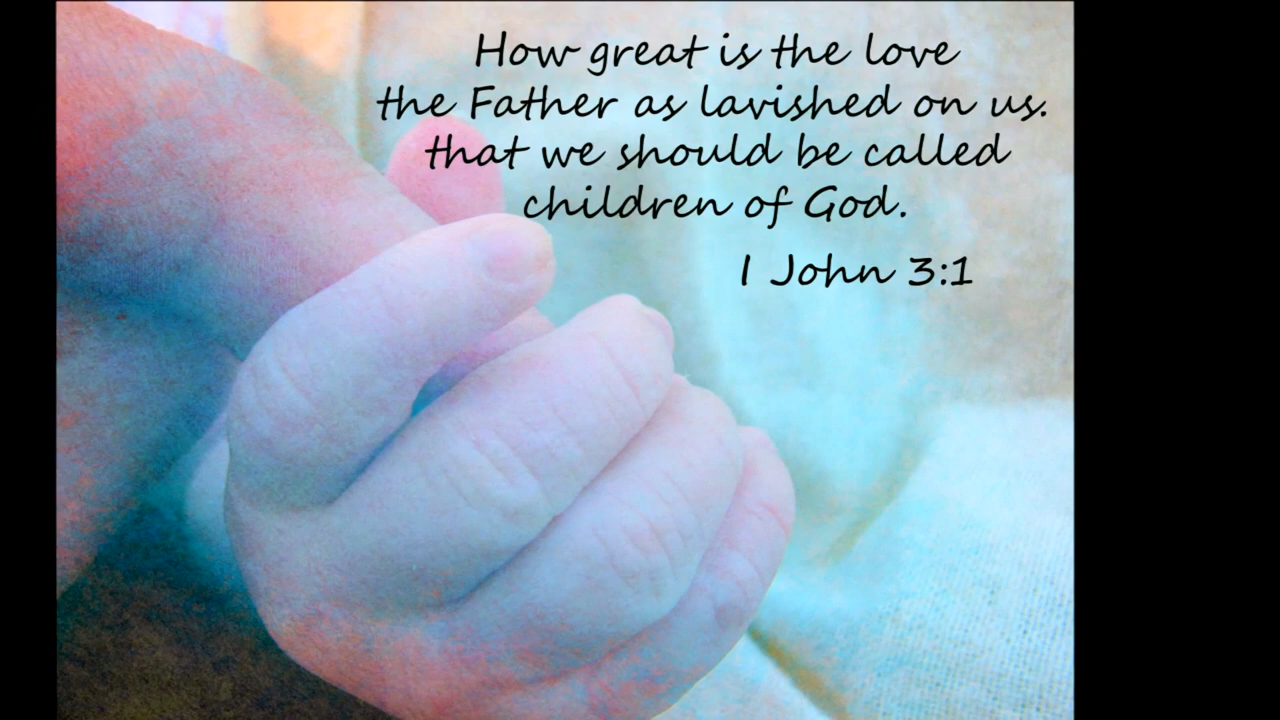 How great is the love
the Father as lavished on us.
that we should be called
children of God.
I John 3:1